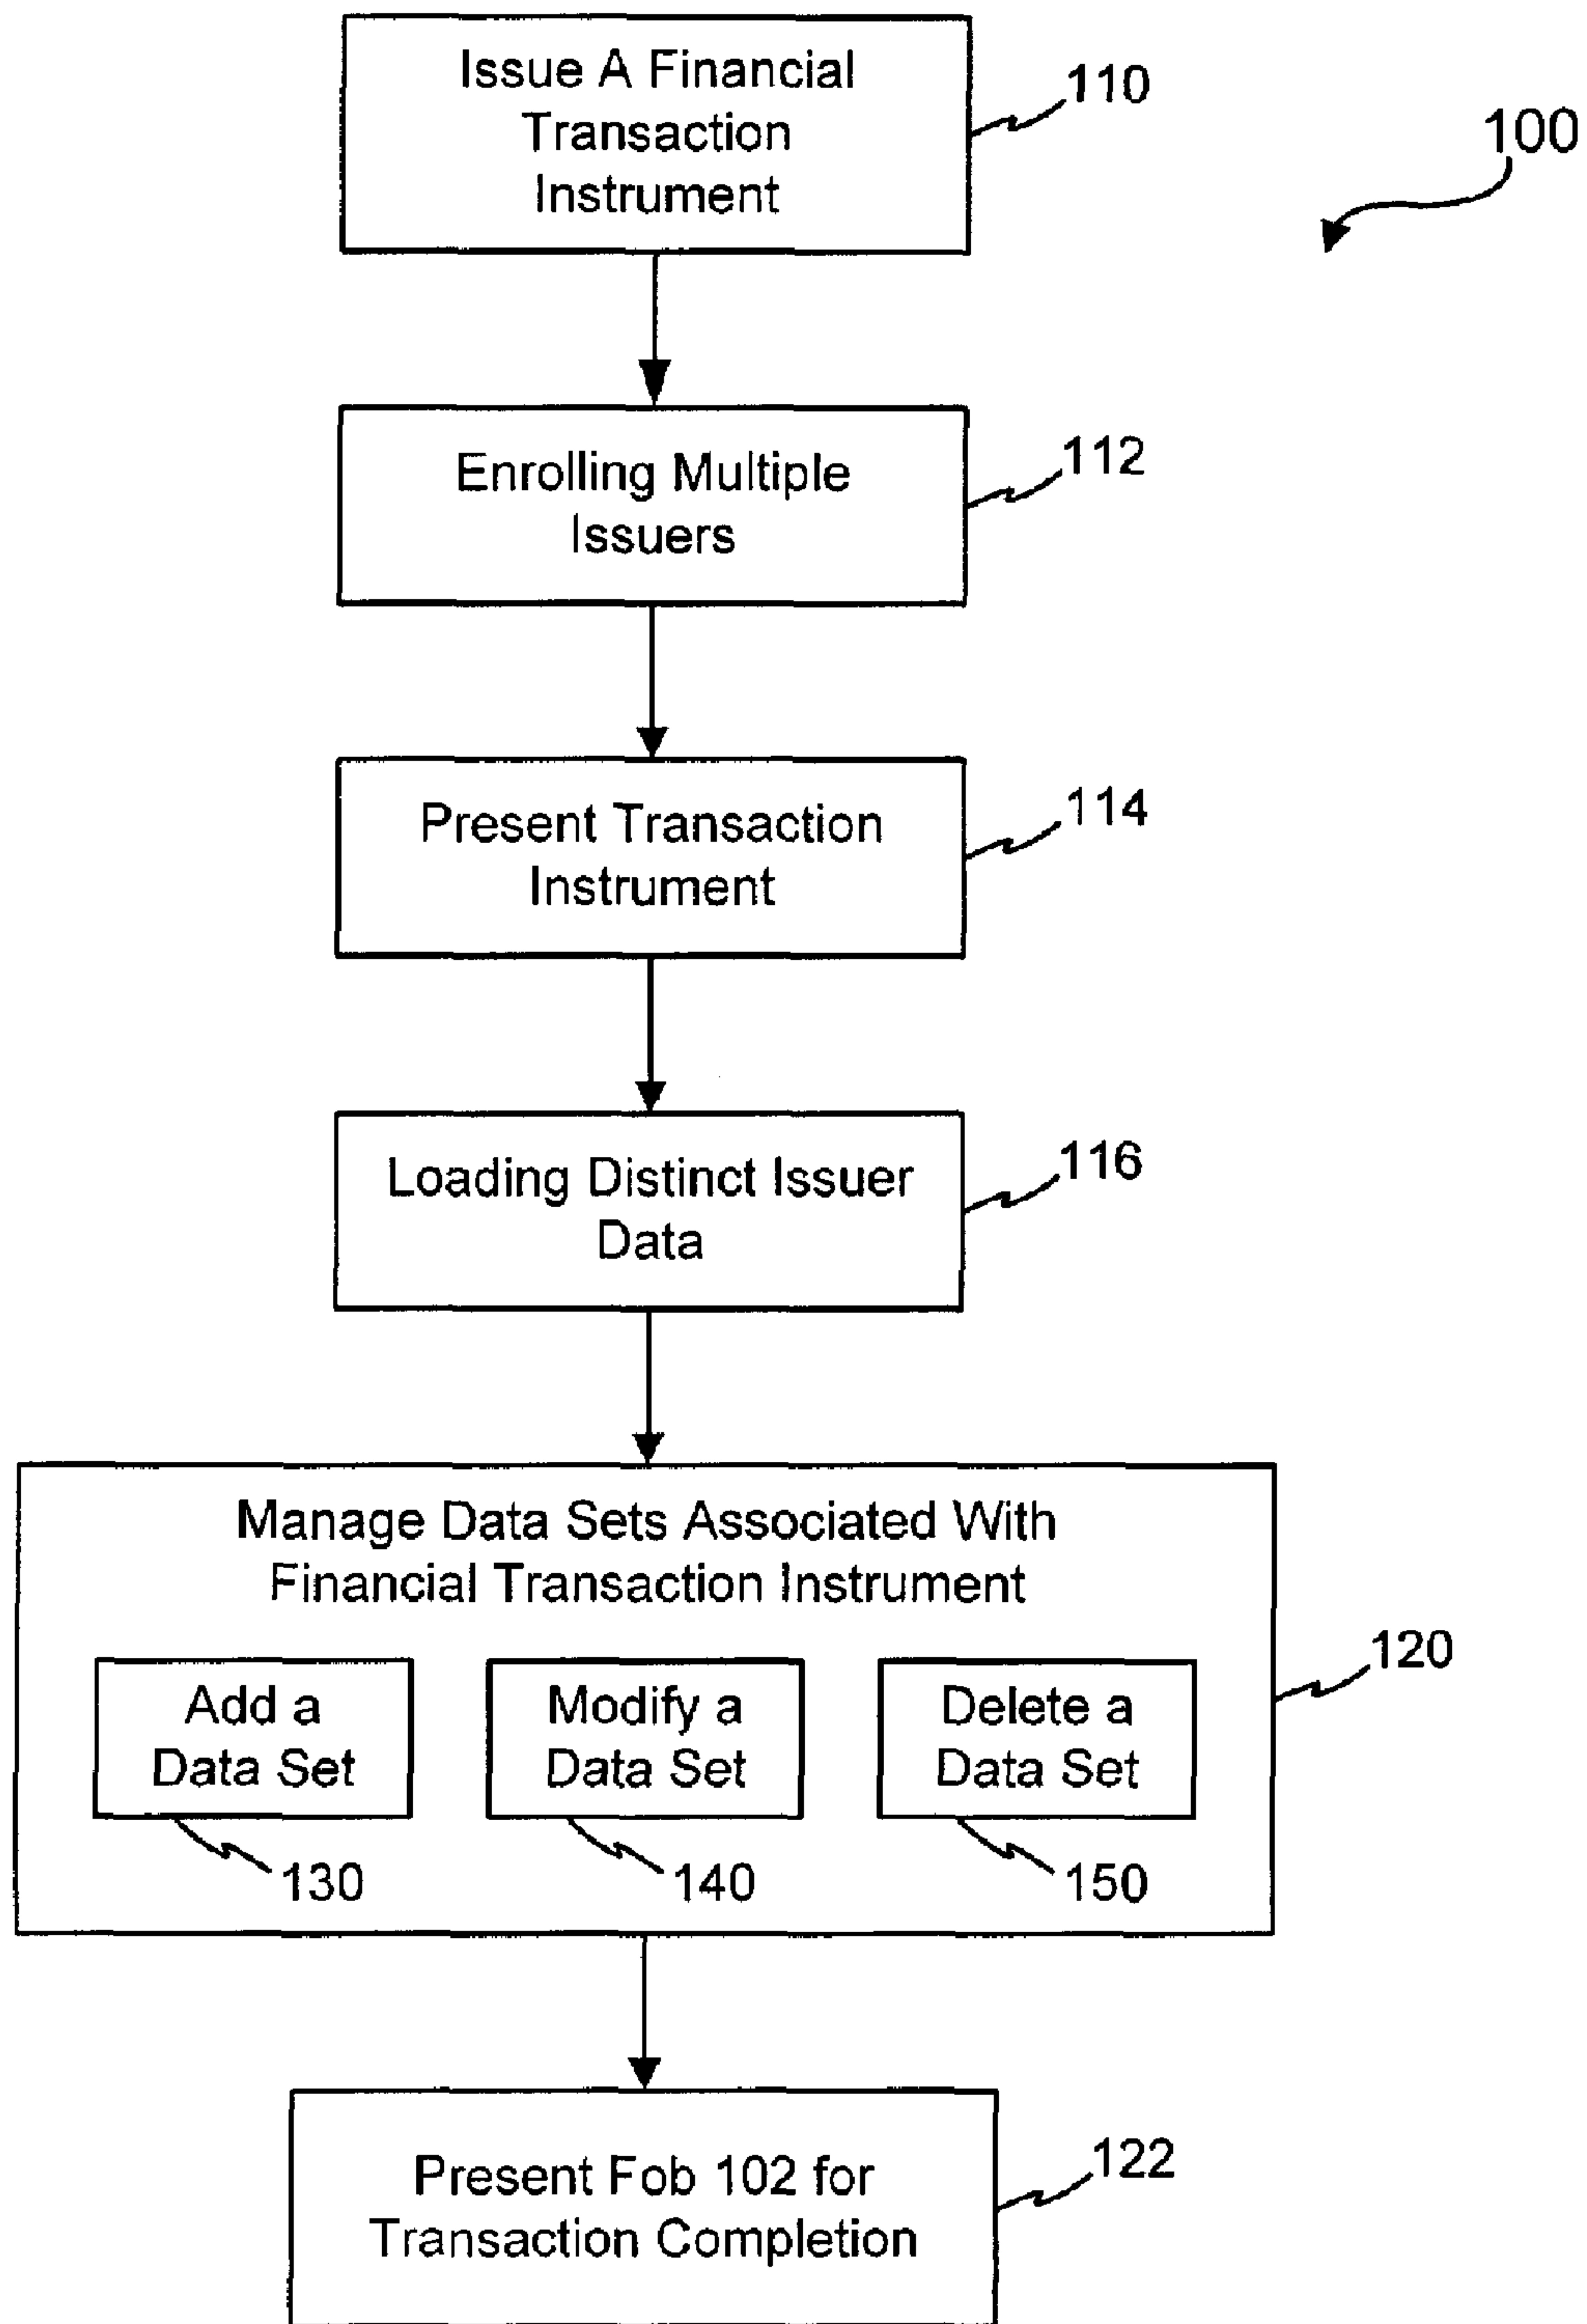 Issue A Financial
Transaction
Instrument
110
100
Enrolling Multiple
Issuers
112
Present Transaction
Instrument
114
Loading Distinct Issuer
Data
116
Manage Data Sets Associated With
Financial Transaction Instrument
120
Add a
Data Set
130
Modify a
Data Set
140
Delete a
Data Set
150
Present Fob 102 for
Transaction Completion
122